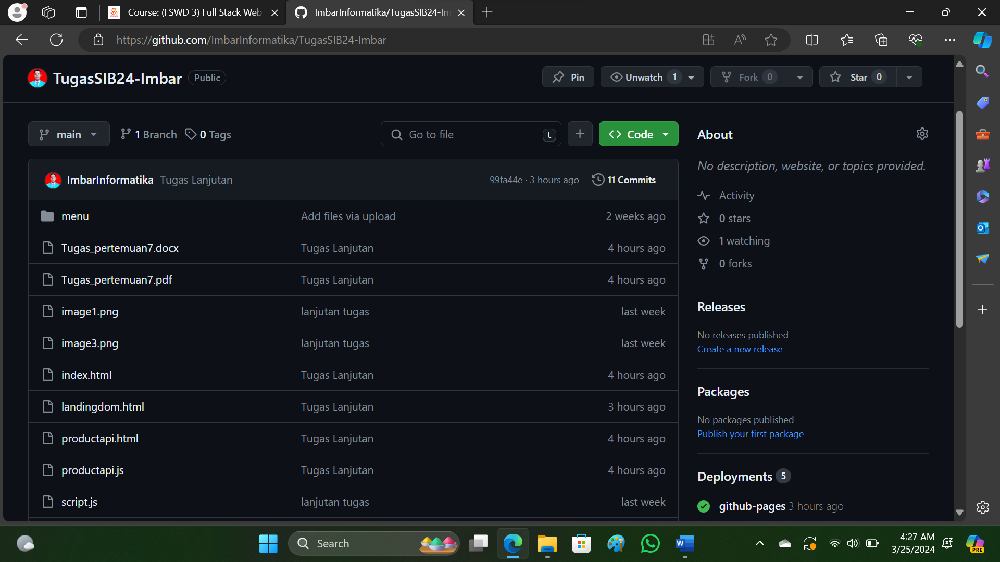 Course: (FSWD 3) Full Stack Web
ImbarInformatika/TugasSIB24-Im
https://github.com/ImbarInformatika/TugasSIB24-Imbar
TugasSIB24-Imbar Public
Pin
Unwatch 1
Fork 0
Star 0
main
1 Branch
0 Tags
Go to file t
Code
ImbarInformatika Tugas Lanjutan 99fa44e · 3 hours ago 11 Commits
menu Add files via upload 2 weeks ago
Tugas_pertemuan7.docx Tugas Lanjutan 4 hours ago
Tugas_pertemuan7.pdf Tugas Lanjutan 4 hours ago
image1.png lanjutan tugas last week
image3.png lanjutan tugas last week
index.html Tugas Lanjutan 4 hours ago
landingdom.html Tugas Lanjutan 3 hours ago
productapi.html Tugas Lanjutan 4 hours ago
productapi.js Tugas Lanjutan 4 hours ago
script.js lanjutan tugas last week
About
No description, website, or topics provided.
Activity
0 stars
1 watching
0 forks
Releases
No releases published
Create a new release
Packages
No packages published
Publish your first package
Deployments 5
github-pages 3 hours ago
Search
4:27 AM
3/25/2024
PRE